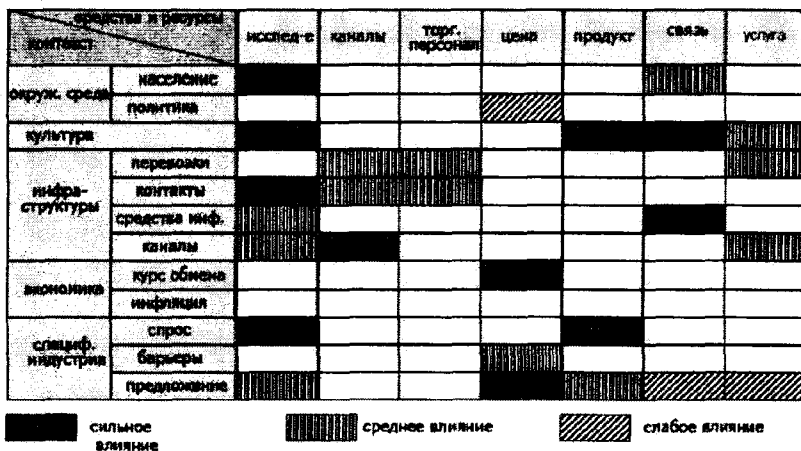 средства и ресурсы
контекст
исслед-е каналы торг. персонал цена продукт связь услуга
окруж. среда
население
политика
культура
инфра-
структуры
перевозки
контакты
средства инф.
каналы
экономика
курс обмена
инфляция
специф.
индустрия
спрос
барьеры
предложение
сильное
влияние
среднее влияние
слабое влияние